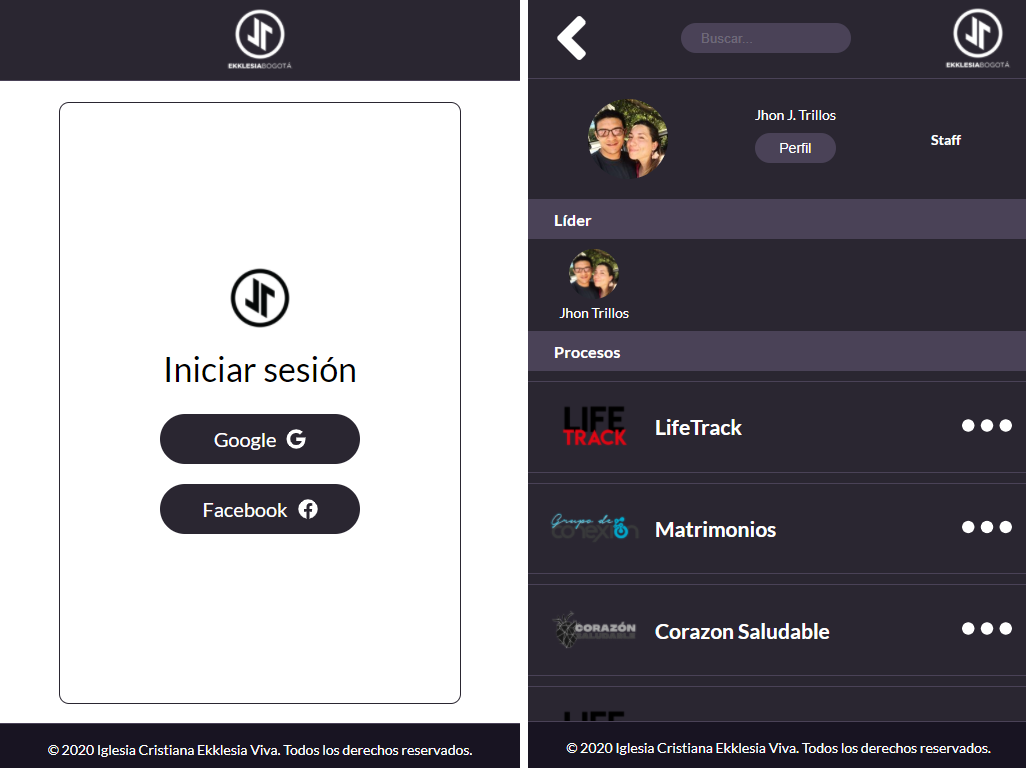 EKKLESIABOGOTÁ
Iniciar sesión
Google
Facebook
© 2020 Iglesia Cristiana Ekklesia Viva. Todos los derechos reservados.
Buscar...
EKKLESIABOGOTÁ
Jhon J. Trillos
Perfil
Staff
Líder
Jhon Trillos
Procesos
LIFE
TRACK
LifeTrack
Grupo de
conexión
Matrimonios
CORAZÓN
SALUDABLE
Corazon Saludable
LIFE
© 2020 Iglesia Cristiana Ekklesia Viva. Todos los derechos reservados.